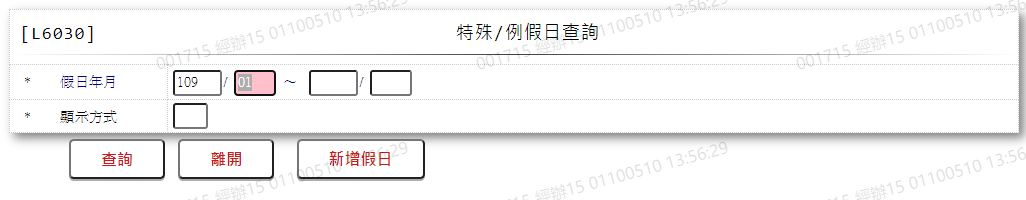 [L6030] 特殊/例假日查詢
* 假日年月 109 / 01 ～ /
* 顯示方式
查詢 離開 新增假日
001715 經辦15 01100510 13:56:29